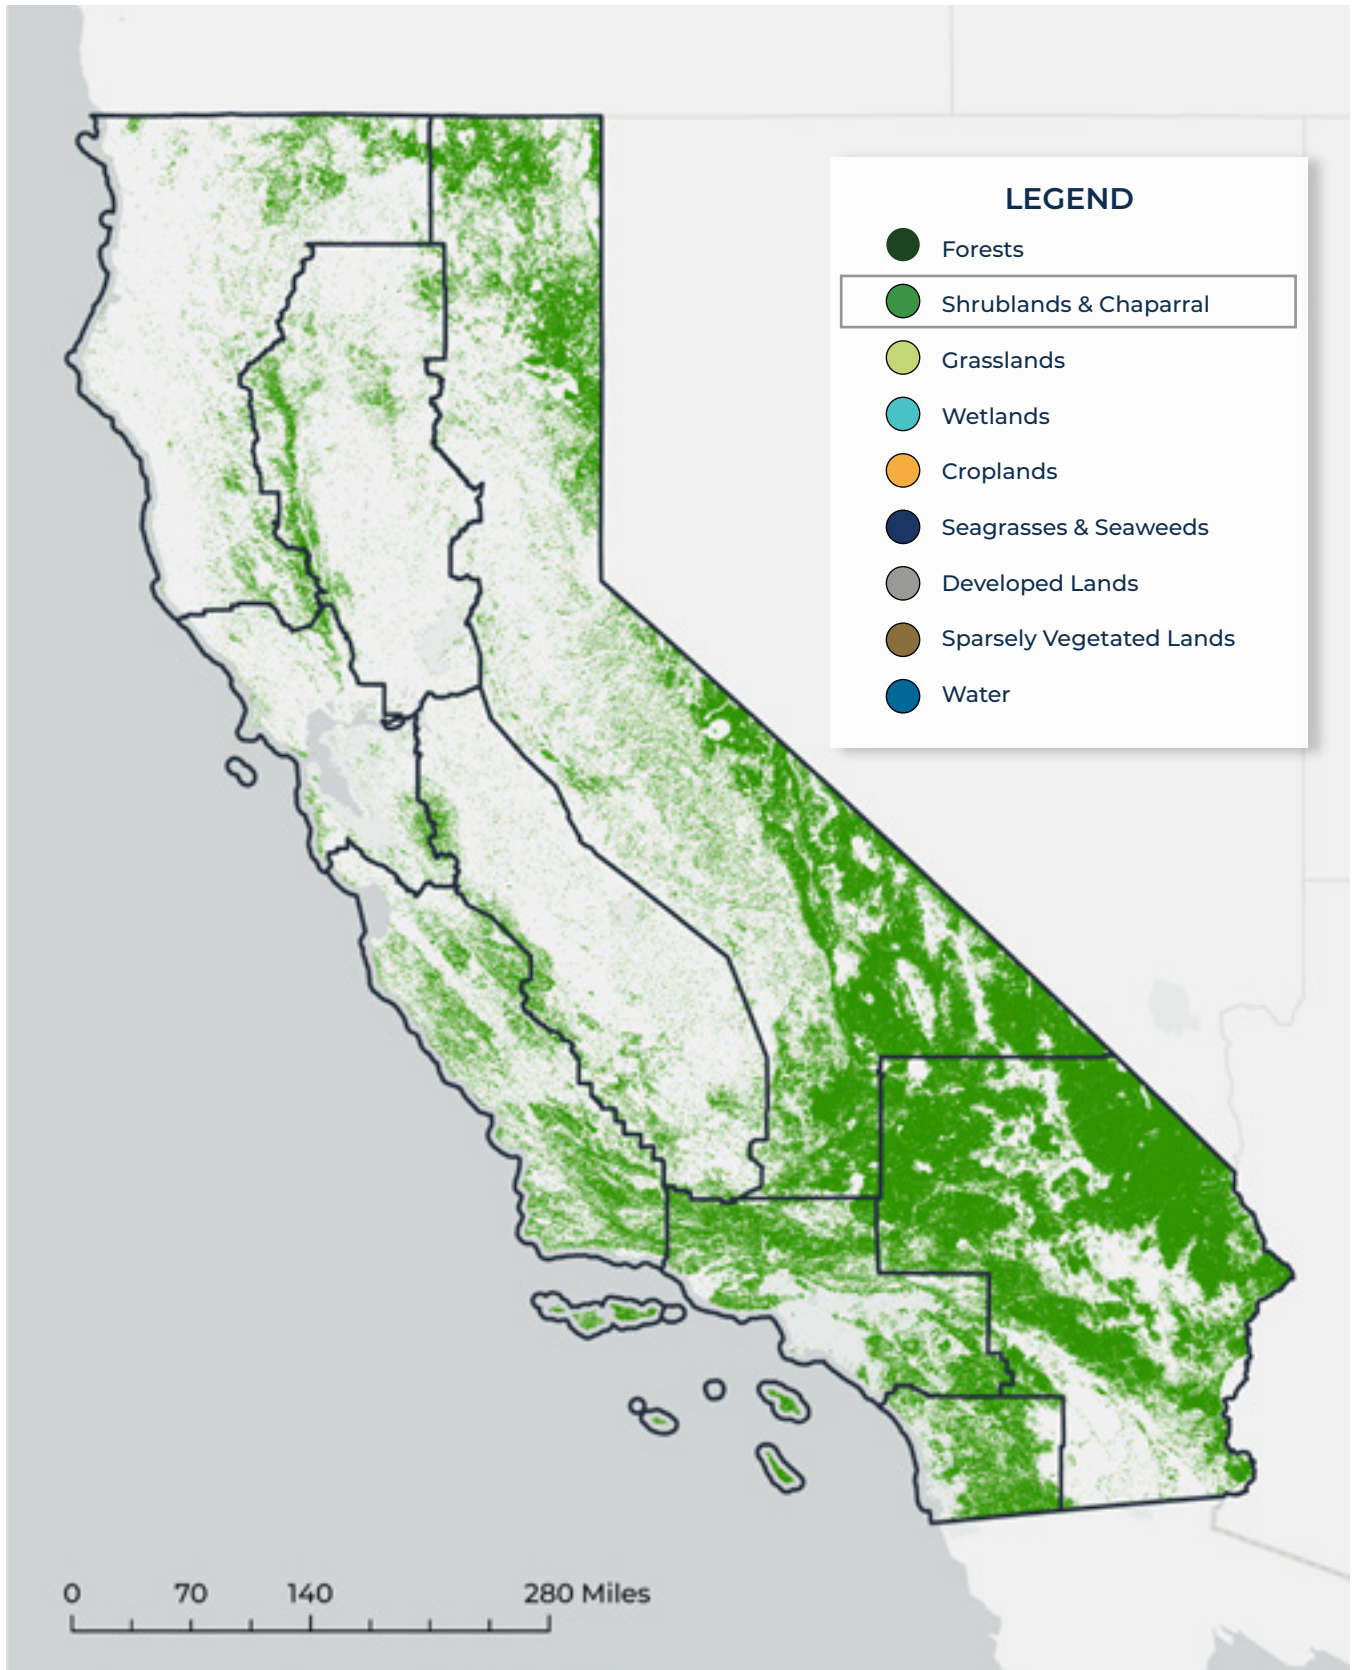 LEGEND
Forests
Shrublands & Chaparral
Grasslands
Wetlands
Croplands
Seagrasses & Seaweeds
Developed Lands
Sparsely Vegetated Lands
Water
0 70 140 280 Miles